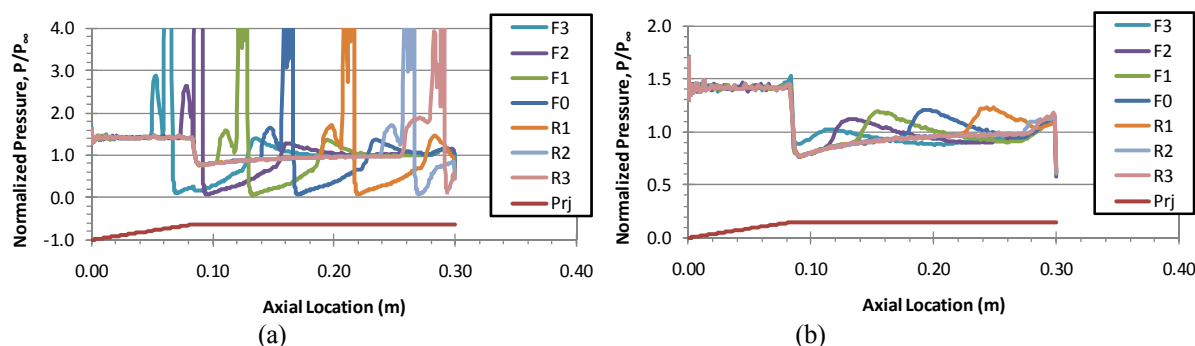 Normalized Pressure, P/P∞
4.0
3.0
2.0
1.0
0.0
-1.0
0.00
0.10
0.20
0.30
0.40
Axial Location (m)
F3
F2
F1
F0
R1
R2
R3
Prj
(a)
Normalized Pressure, P/P∞
2.0
1.5
1.0
0.5
0.0
0.00
0.10
0.20
0.30
0.40
Axial Location (m)
F3
F2
F1
F0
R1
R2
R3
Prj
(b)